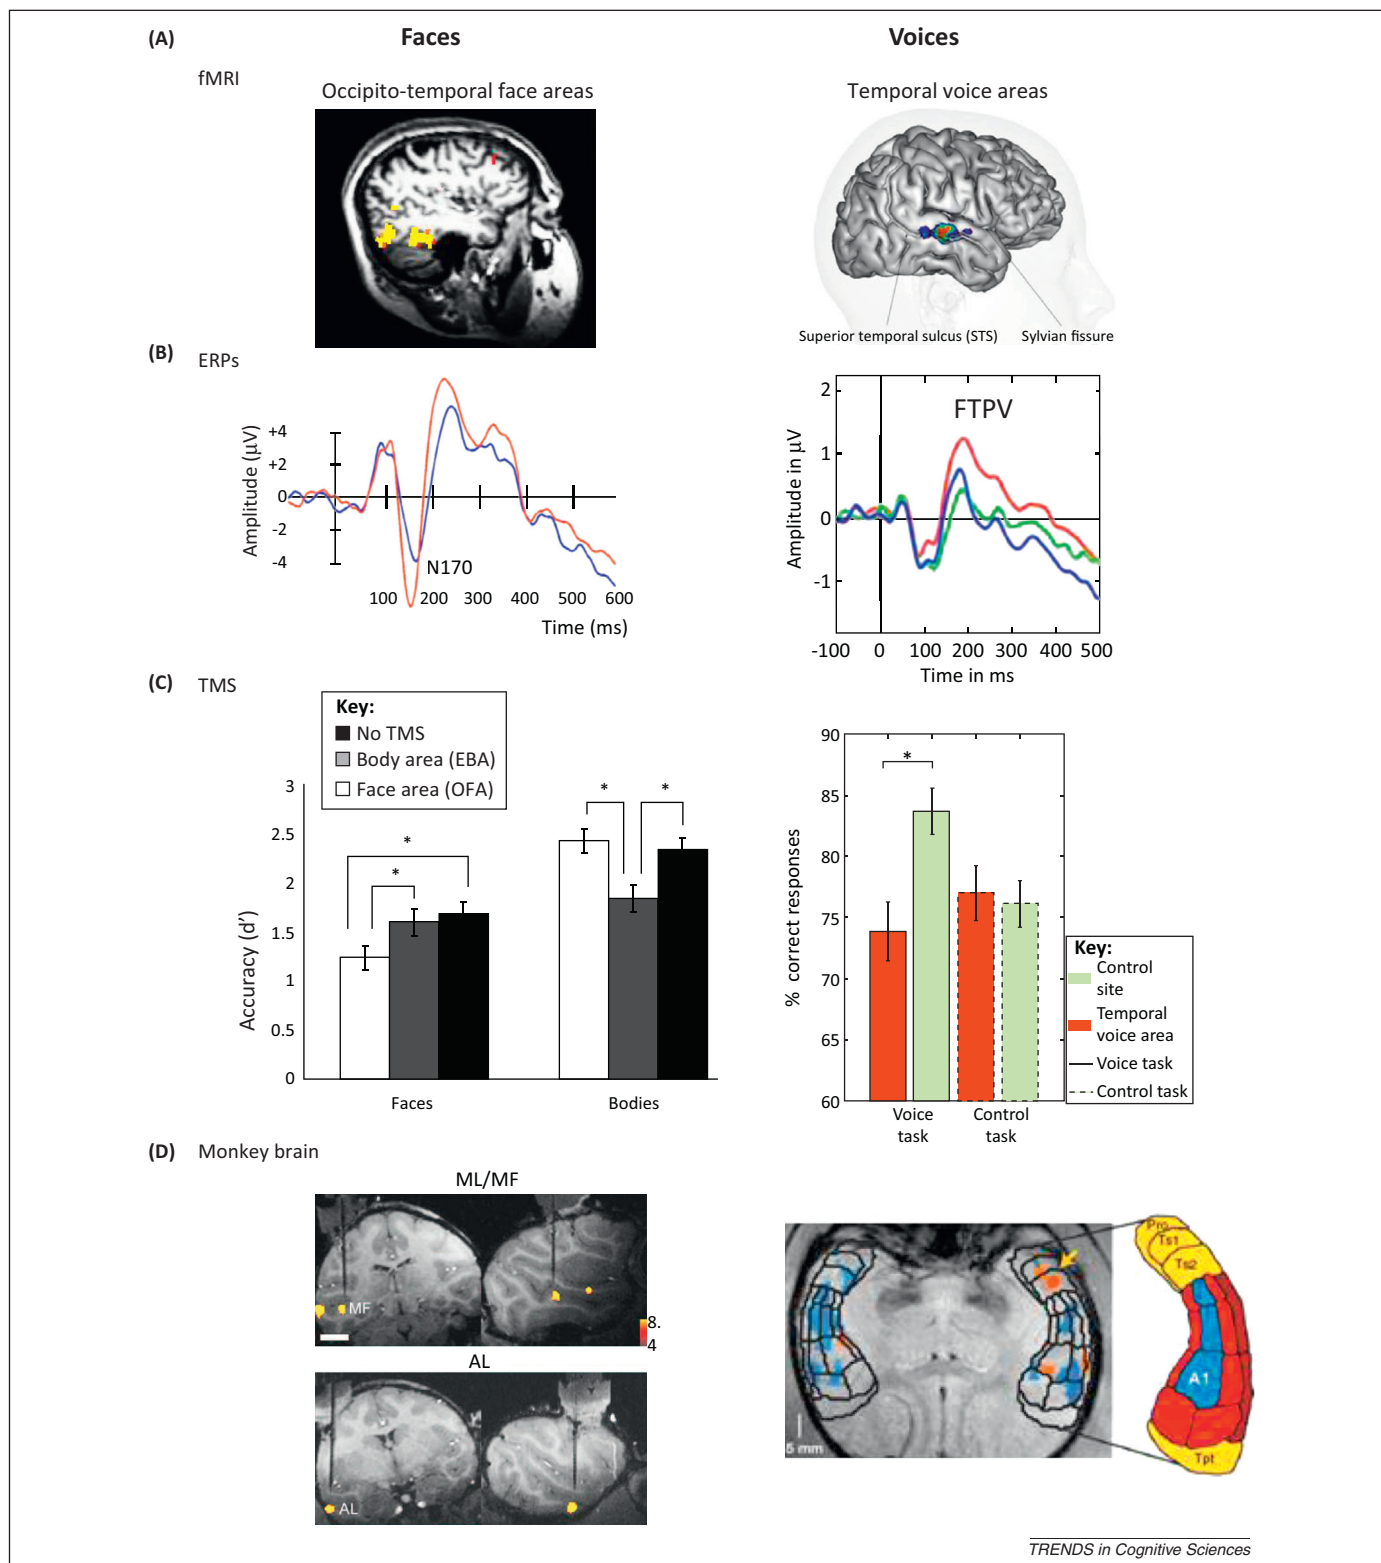 (A)
Faces
Voices
fMRI
Occipito-temporal face areas
Temporal voice areas
Superior temporal sulcus (STS)
Sylvian fissure
(B)
ERPs
Amplitude (μV)
+4
+2
0
-2
-4
N170
100 200 300 400 500 600
Time (ms)
FTPV
Amplitude in μV
2
1
0
-1
-100 0 100 200 300 400 500
Time in ms
(C)
TMS
Key:
No TMS
Body area (EBA)
Face area (OFA)
Accuracy (d’)
3
2.5
2
1.5
1
0.5
0
*
*
*
*
Faces
Bodies
% correct responses
90
85
80
75
70
65
60
*
Voice
task
Control
task
Key:
Control
site
Temporal
voice area
Voice task
Control task
(D)
Monkey brain
ML/MF
MF
8.
4
AL
AL
5 mm
Pro
Ts1
Ts2
A1
Tpt
TRENDS in Cognitive Sciences